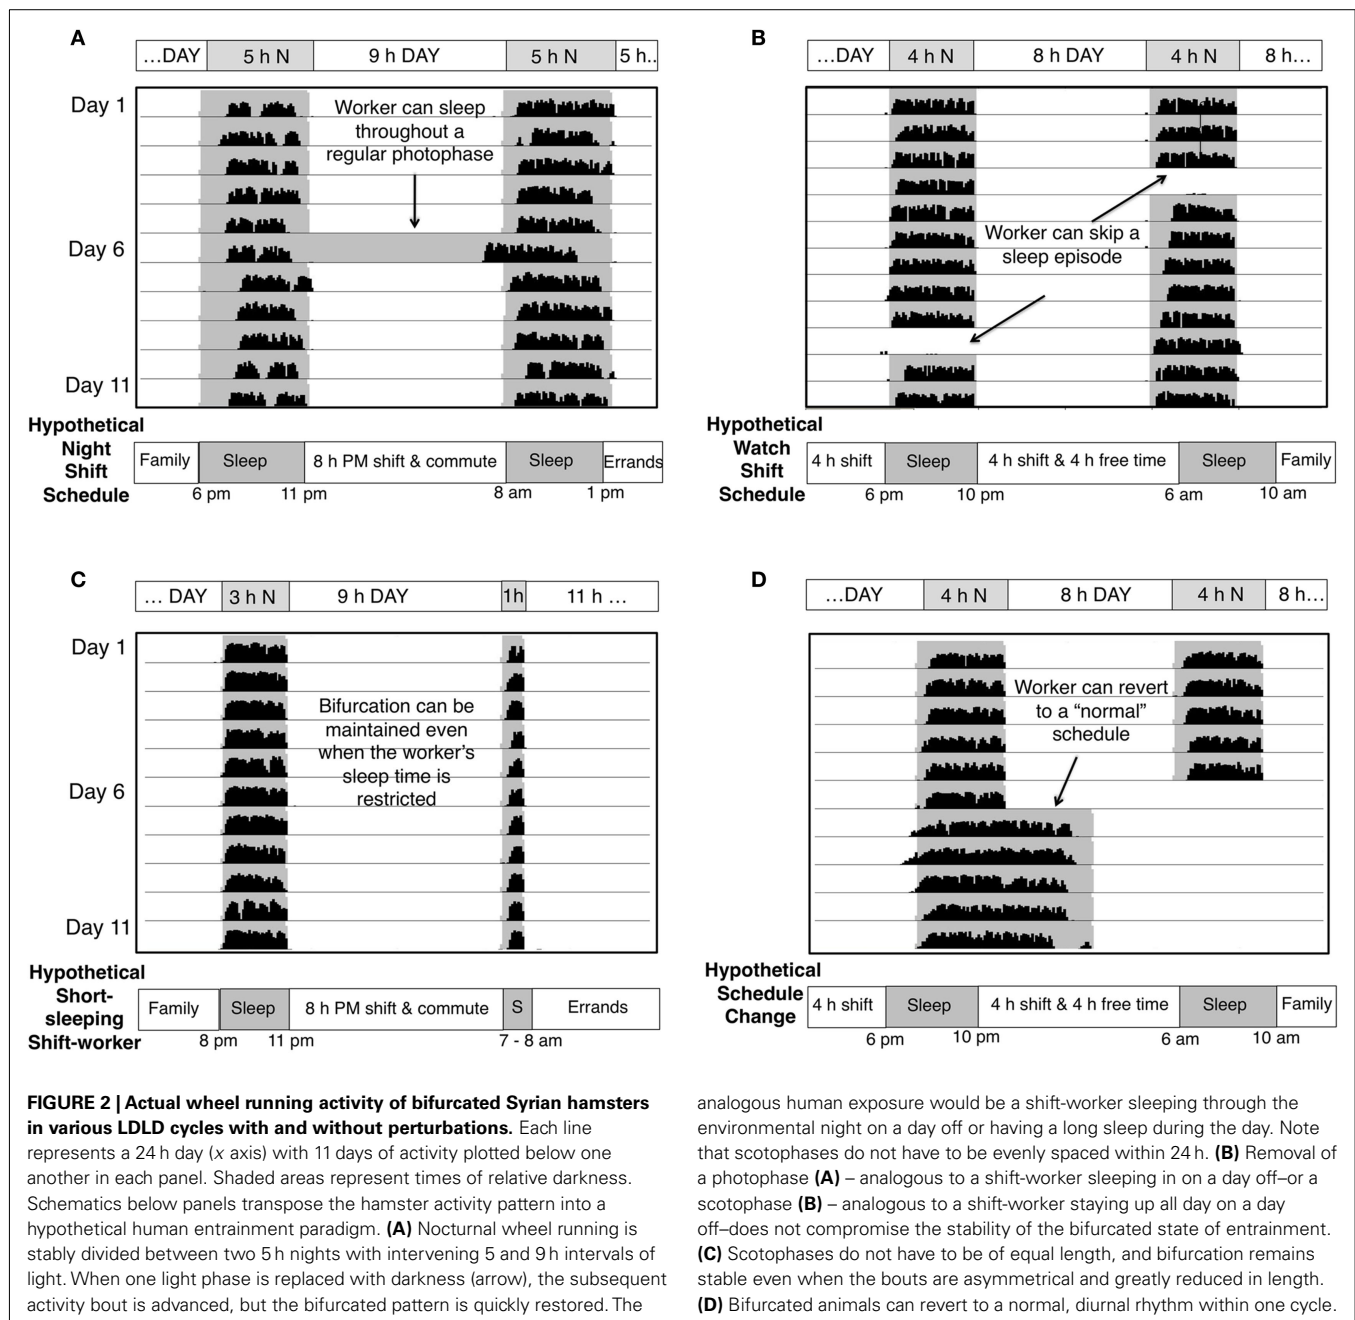 A
…DAY 5 h N 9 h DAY 5 h N 5 h..
Day 1
Worker can sleep
throughout a
regular photophase
Day 6
Day 11
Hypothetical
Night
Shift
Schedule
Family Sleep 8 h PM shift & commute Sleep Errands
6 pm 11 pm 8 am 1 pm
B
…DAY 4 h N 8 h DAY 4 h N 8 h…
Worker can skip a
sleep episode
Hypothetical
Watch
Shift
Schedule
4 h shift Sleep 4 h shift & 4 h free time Sleep Family
6 pm 10 pm 6 am 10 am
C
… DAY 3 h N 9 h DAY 1h 11 h …
Day 1
Bifurcation can be
maintained even
when the worker's
sleep time is
restricted
Day 6
Day 11
Hypothetical
Short-
sleeping
Shift-worker
Family Sleep 8 h PM shift & commute S Errands
8 pm 11 pm 7 - 8 am
D
…DAY 4 h N 8 h DAY 4 h N 8 h…
Worker can revert
to a “normal”
schedule
Hypothetical
Schedule
Change
4 h shift Sleep 4 h shift & 4 h free time Sleep Family
6 pm 10 pm 6 am 10 am
FIGURE 2 | Actual wheel running activity of bifurcated Syrian hamsters
in various LDLD cycles with and without perturbations. Each line
represents a 24 h day (x axis) with 11 days of activity plotted below one
another in each panel. Shaded areas represent times of relative darkness.
Schematics below panels transpose the hamster activity pattern into a
hypothetical human entrainment paradigm. (A) Nocturnal wheel running is
stably divided between two 5 h nights with intervening 5 and 9 h intervals of
light. When one light phase is replaced with darkness (arrow), the subsequent
activity bout is advanced, but the bifurcated pattern is quickly restored. The
analogous human exposure would be a shift-worker sleeping through the
environmental night on a day off or having a long sleep during the day. Note
that scotophases do not have to be evenly spaced within 24 h. (B) Removal of
a photophase (A) – analogous to a shift-worker sleeping in on a day off–or a
scotophase (B) – analogous to a shift-worker staying up all day on a day
off–does not compromise the stability of the bifurcated state of entrainment.
(C) Scotophases do not have to be of equal length, and bifurcation remains
stable even when the bouts are asymmetrical and greatly reduced in length.
(D) Bifurcated animals can revert to a normal, diurnal rhythm within one cycle.